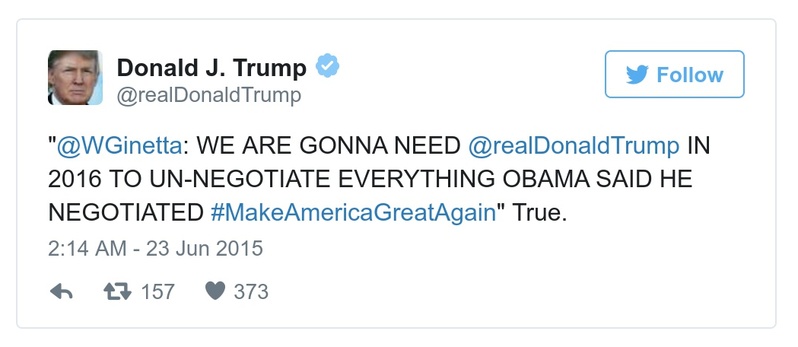 Donald J. Trump
@realDonaldTrump
Follow
"@WGinetta: WE ARE GONNA NEED @realDonaldTrump IN
2016 TO UN-NEGOTIATE EVERYTHING OBAMA SAID HE
NEGOTIATED #MakeAmericaGreatAgain" True.
2:14 AM - 23 Jun 2015
157 373